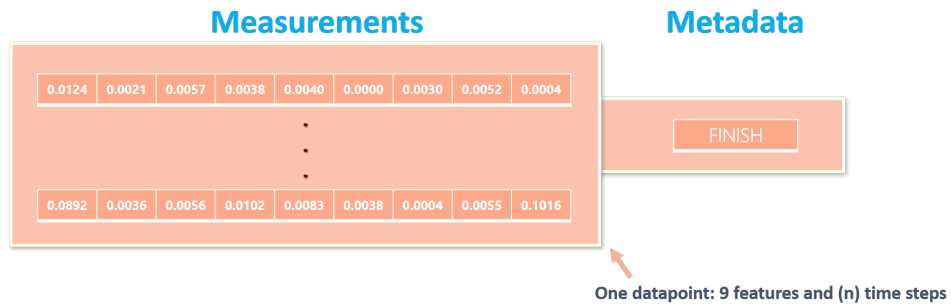 Measurements Metadata
0.0124 0.0021 0.0057 0.0038 0.0040 0.0000 0.0030 0.0052 0.0004
FINISH
0.0892 0.0036 0.0056 0.0102 0.0083 0.0038 0.0004 0.0055 0.1016
One datapoint: 9 features and (n) time steps